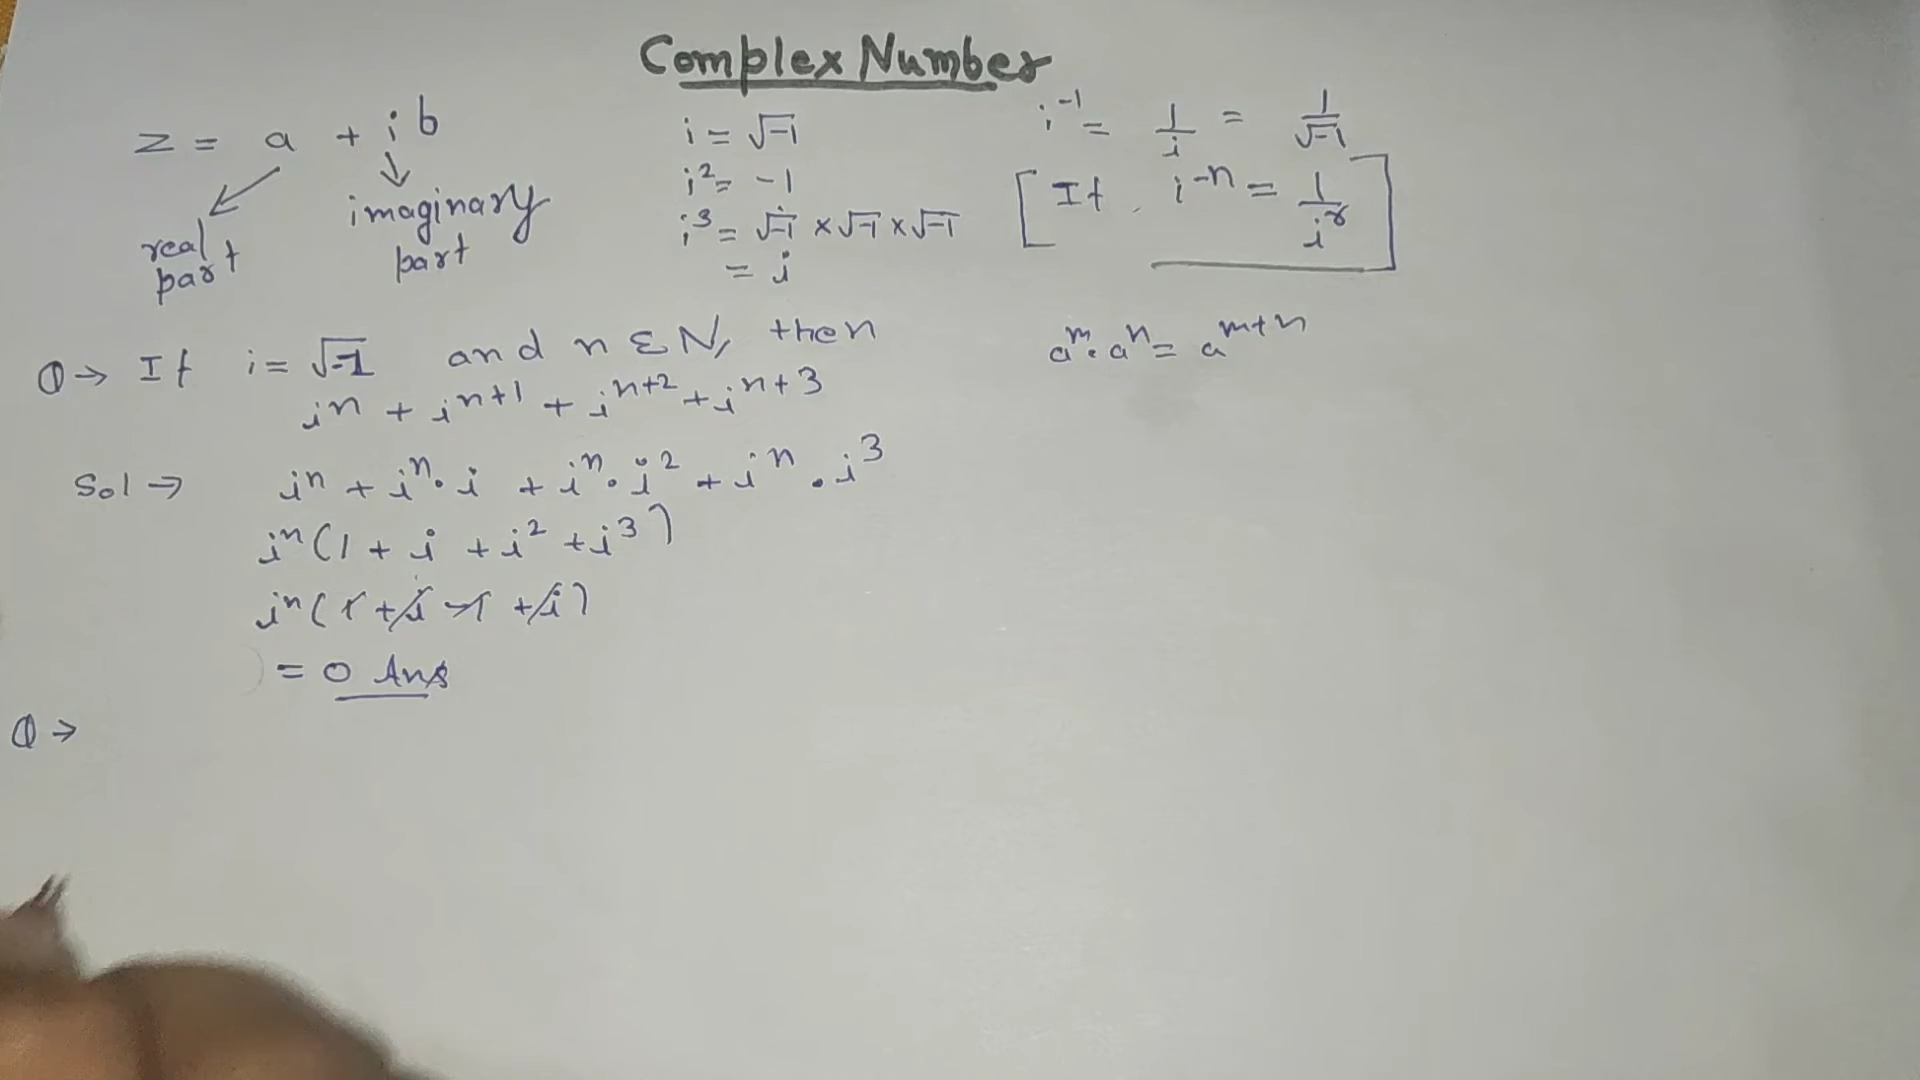 Complex Number
z = a + ib
real part
imaginary part
i = √-1
i² = -1
i³ = √-1 × √-1 × √-1
= i
i⁻¹ = 1/i = 1/√-1
[If, i⁻ⁿ = 1/iʳ]
aᵐ·aⁿ = aᵐ⁺ⁿ
Q → If i = √-1 and n ∈ N, then
iⁿ + iⁿ⁺¹ + iⁿ⁺² + iⁿ⁺³
Sol → iⁿ + iⁿ·i + iⁿ·i² + iⁿ·i³
iⁿ(1 + i + i² + i³)
iⁿ(1 + i - 1 + i)
= 0 Ans
Q →